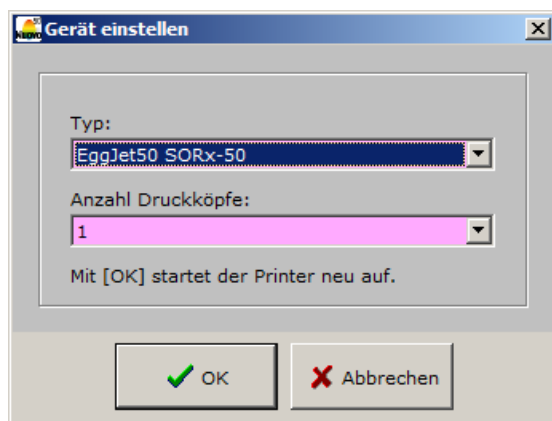 Gerät einstellen
Typ:
EggJet50 SORx-50
Anzahl Druckköpfe:
1
Mit [OK] startet der Printer neu auf.
OK
Abbrechen